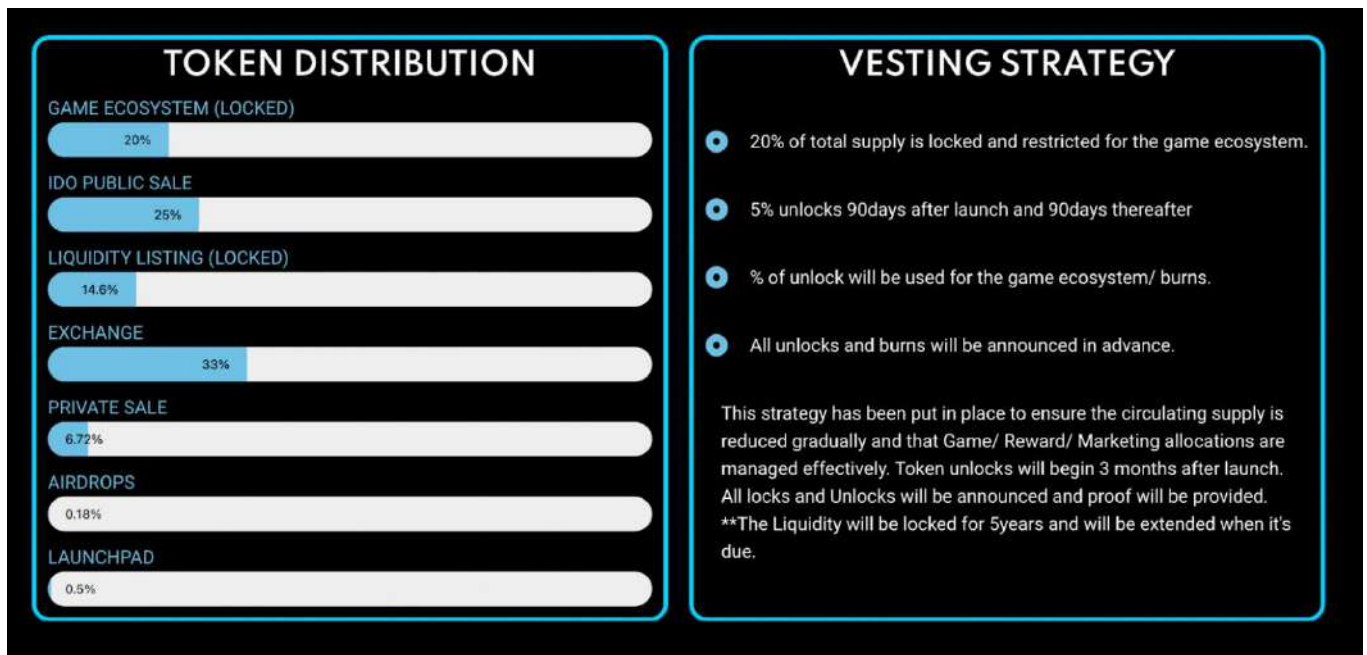 TOKEN DISTRIBUTION
GAME ECOSYSTEM (LOCKED)
20%
IDO PUBLIC SALE
25%
LIQUIDITY LISTING (LOCKED)
14.6%
EXCHANGE
33%
PRIVATE SALE
6.72%
AIRDROPS
0.18%
LAUNCHPAD
0.5%
VESTING STRATEGY
20% of total supply is locked and restricted for the game ecosystem.
5% unlocks 90days after launch and 90days thereafter
% of unlock will be used for the game ecosystem/ burns.
All unlocks and burns will be announced in advance.
This strategy has been put in place to ensure the circulating supply is
reduced gradually and that Game/ Reward/ Marketing allocations are
managed effectively. Token unlocks will begin 3 months after launch.
All locks and Unlocks will be announced and proof will be provided.
**The Liquidity will be locked for 5years and will be extended when it's
due.